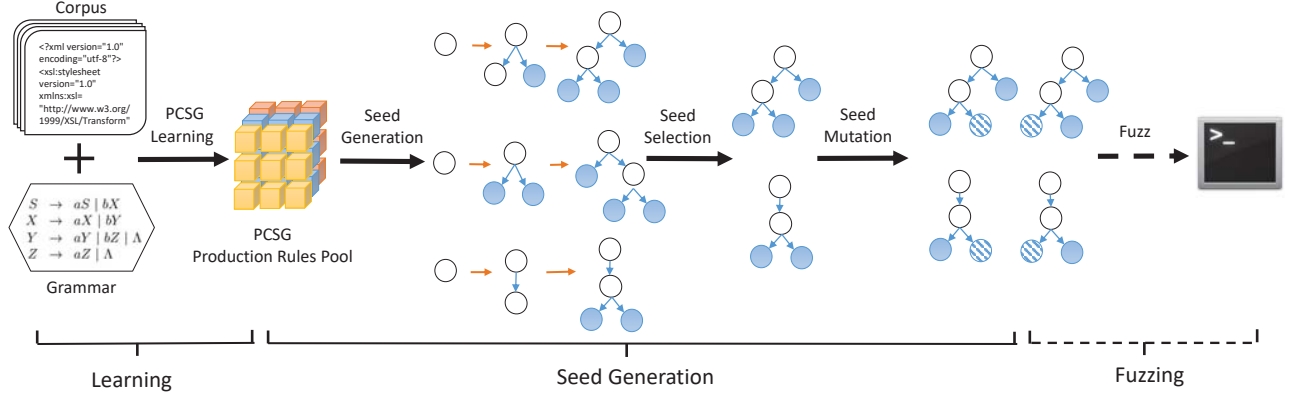 Corpus
<?xml version="1.0"
encoding="utf-8"?>
<xsl:stylesheet
version="1.0"
xmlns:xsl=
"http://www.w3.org/
1999/XSL/Transform"
S → aS | bX
X → aX | bY
Y → aY | bZ | Λ
Z → aZ | Λ
Grammar
PCSG
Learning
PCSG
Production Rules Pool
Seed
Generation
Seed
Selection
Seed
Mutation
Fuzz
>_
Learning
Seed Generation
Fuzzing